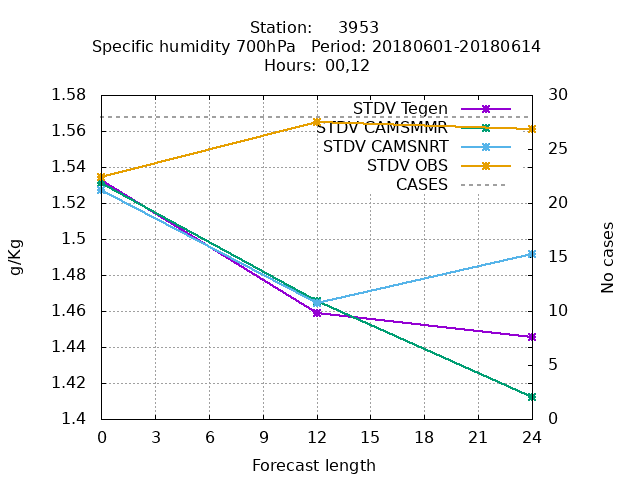 Station: 3953
Specific humidity 700hPa Period: 20180601-20180614
Hours: 00,12
1.58
1.56
1.54
1.52
1.5
1.48
1.46
1.44
1.42
1.4
g/Kg
STDV Tegen
STDV CAMSMMR
STDV CAMSNRT
STDV OBS
CASES
30
25
20
15
10
5
0
No cases
0 3 6 9 12 15 18 21 24
Forecast length